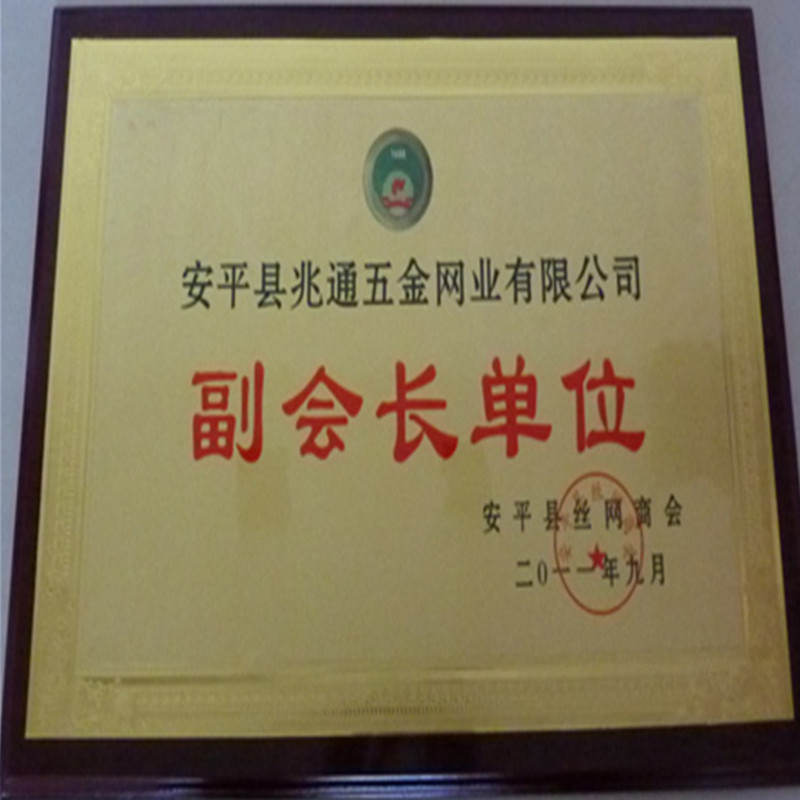 安平县兆通五金网业有限公司
副会长单位
安平县丝网商会
二0一一年九月